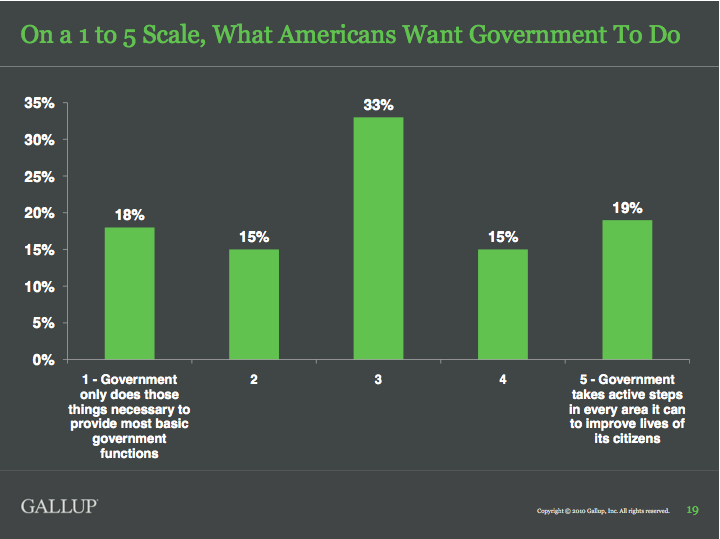 On a 1 to 5 Scale, What Americans Want Government To Do
35%
30%
25%
20%
15%
10%
5%
0%
18%
15%
33%
15%
19%
1 - Government
only does those
things necessary to
provide most basic
government
functions
2
3
4
5 - Government
takes active steps
in every area it can
to improve lives of
its citizens
GALLUP®
Copyright © 2010 Gallup, Inc. All rights reserved.
19